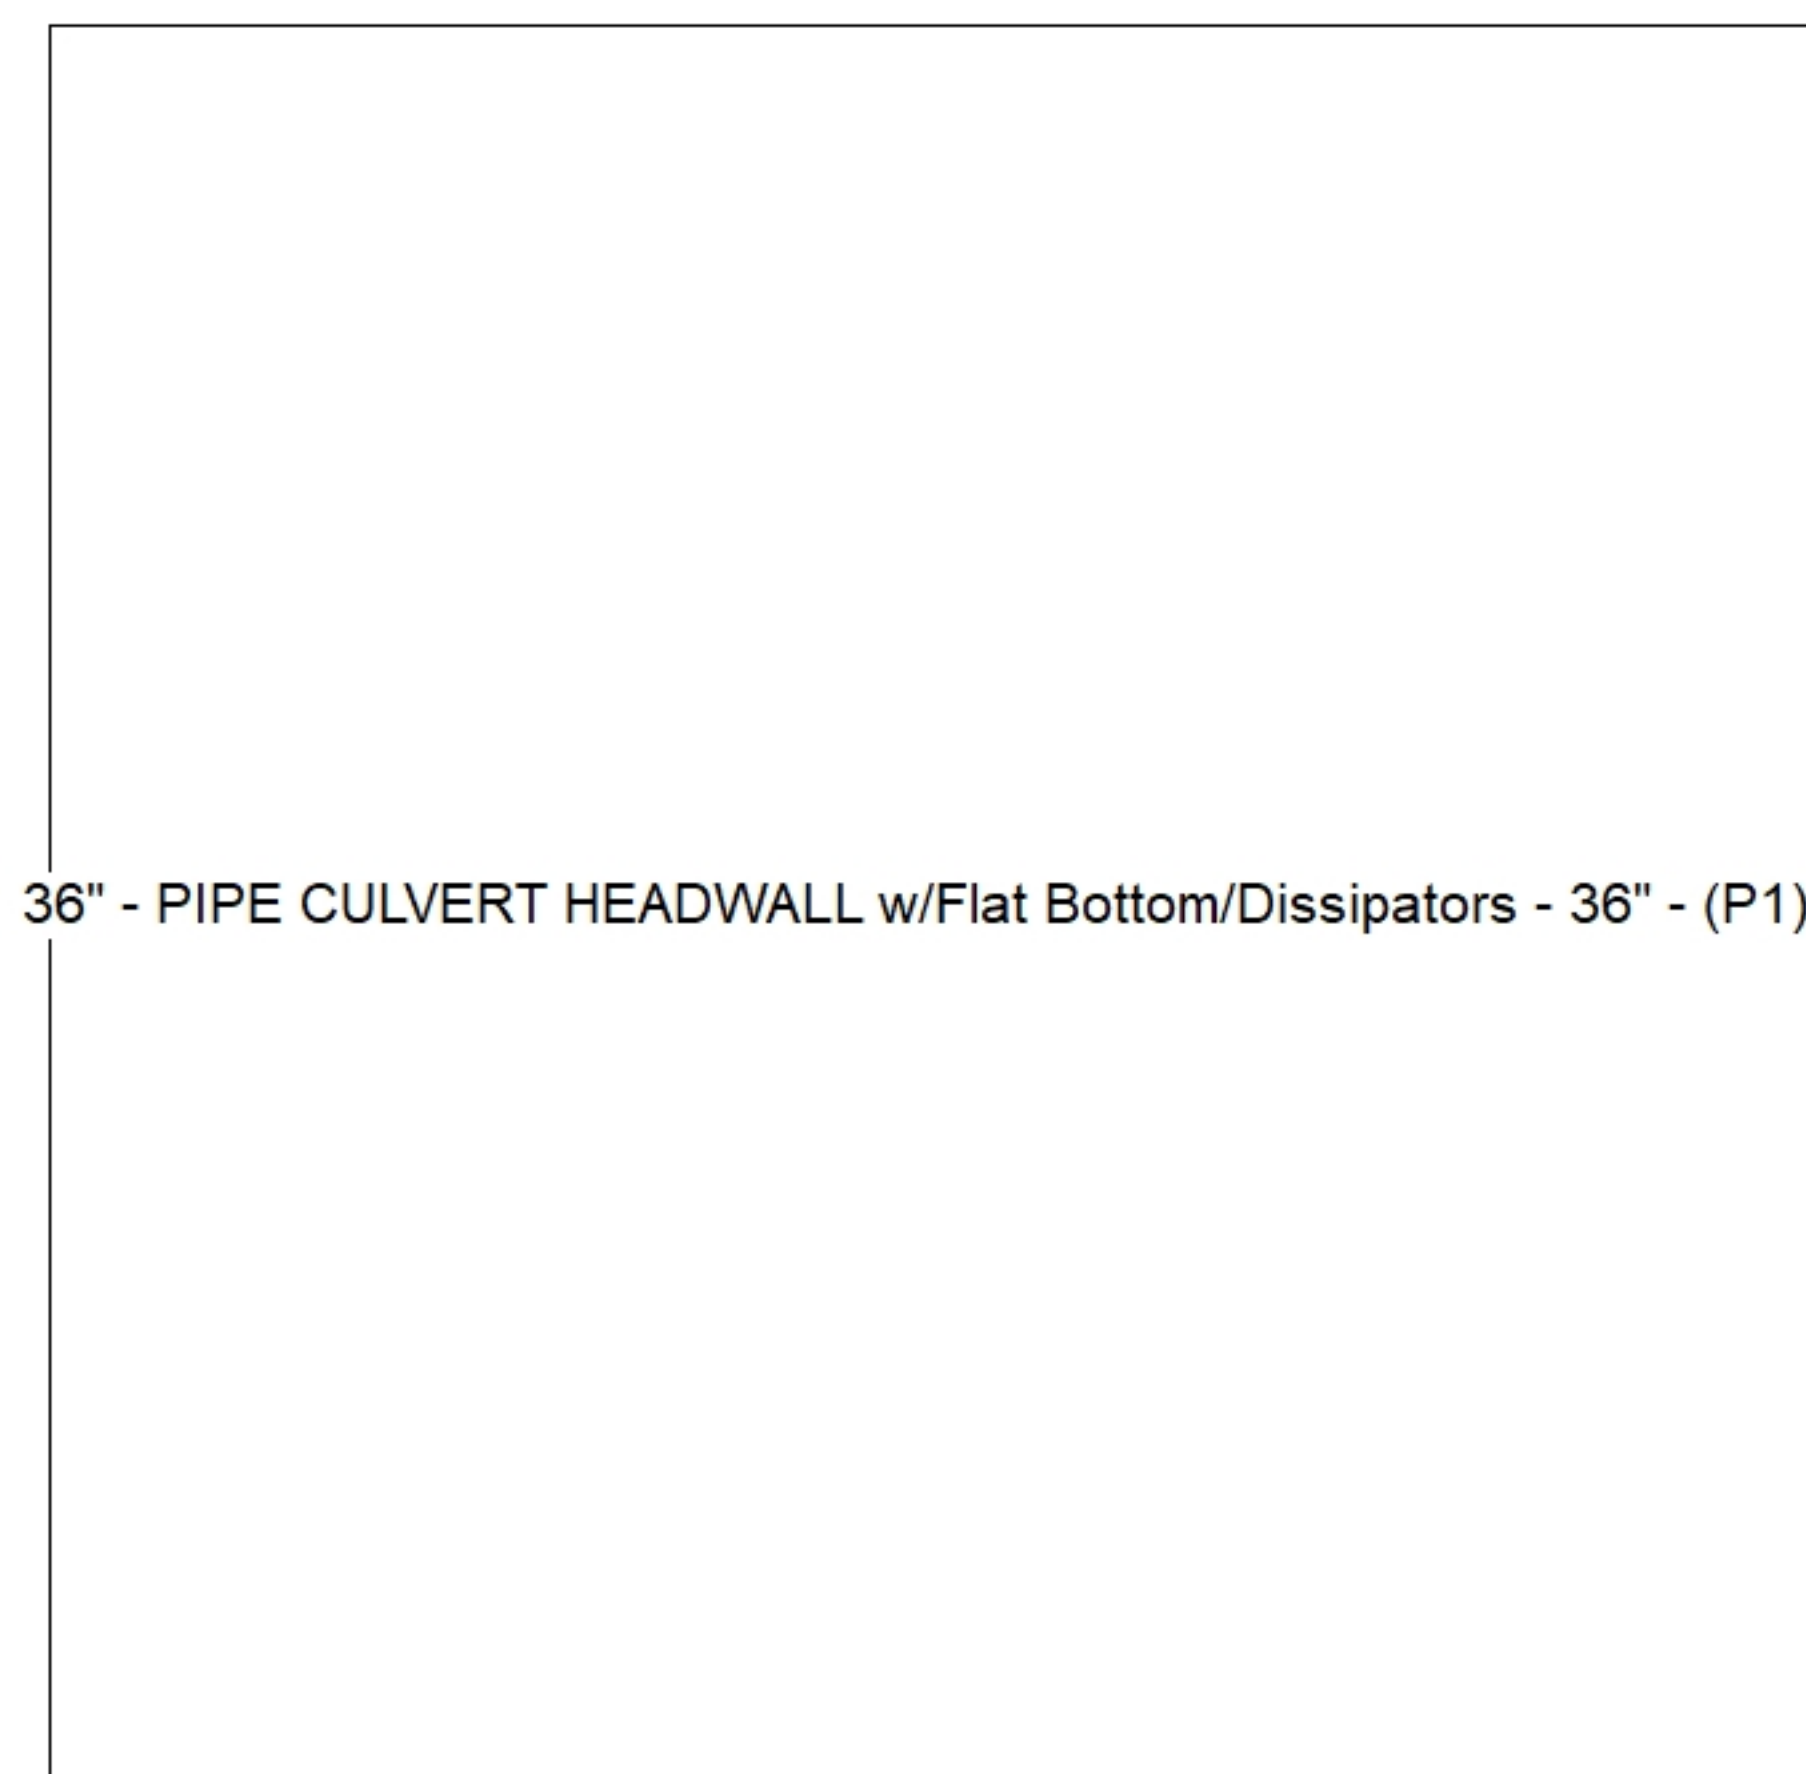 36" - PIPE CULVERT HEADWALL w/Flat Bottom/Dissipators - 36" - (P1)